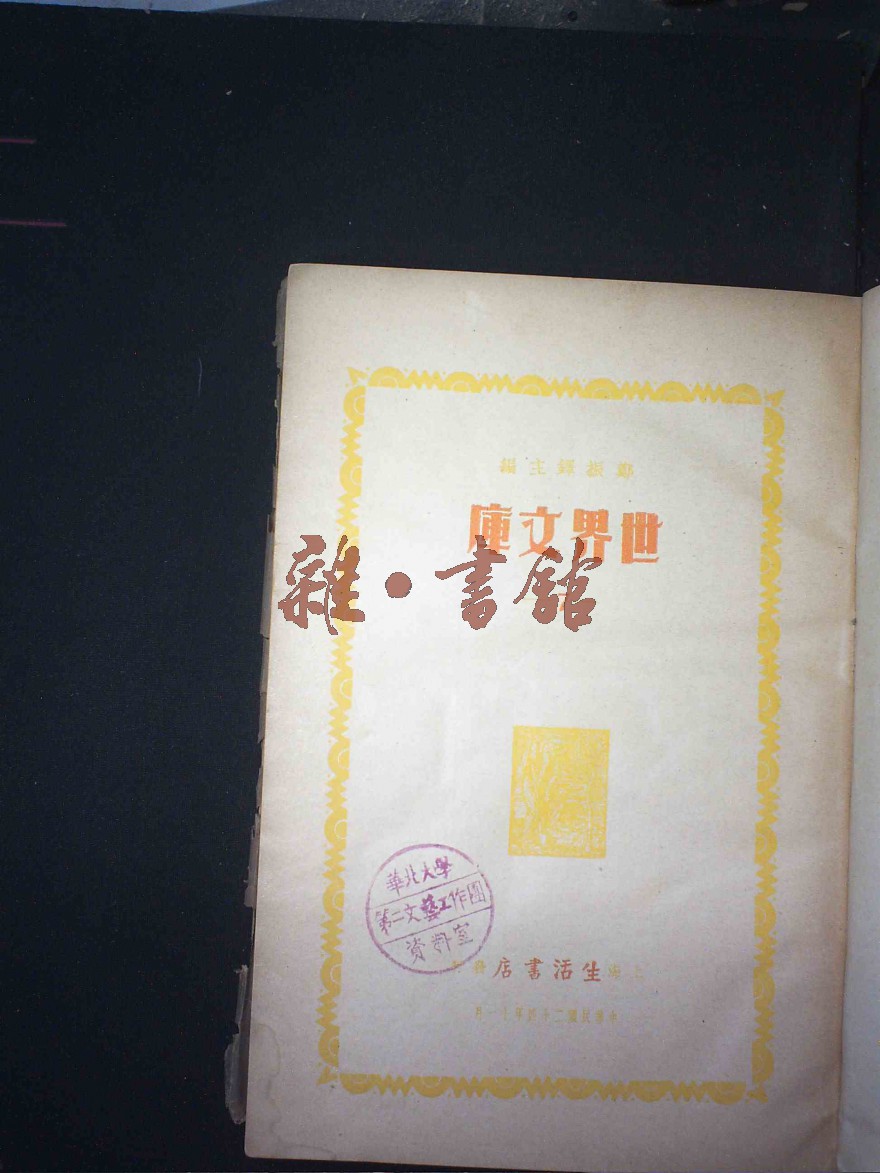 鄭振鐸主編
世界文庫
雜•書館
華北大學
第二文藝工作團
資料室
上海生活書店發行
中華民國二十四年十一月